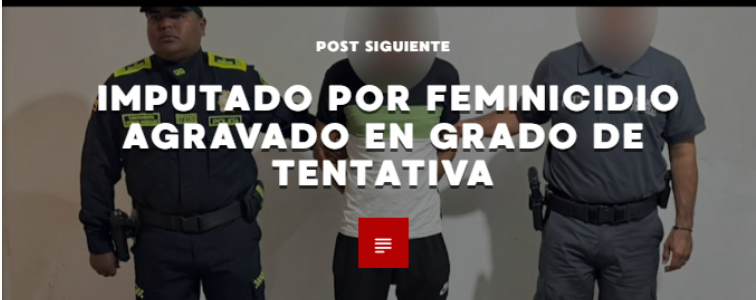 POST SIGUIENTE
IMPUTADO POR FEMINICIDIO
AGRAVADO EN GRADO DE
TENTATIVA